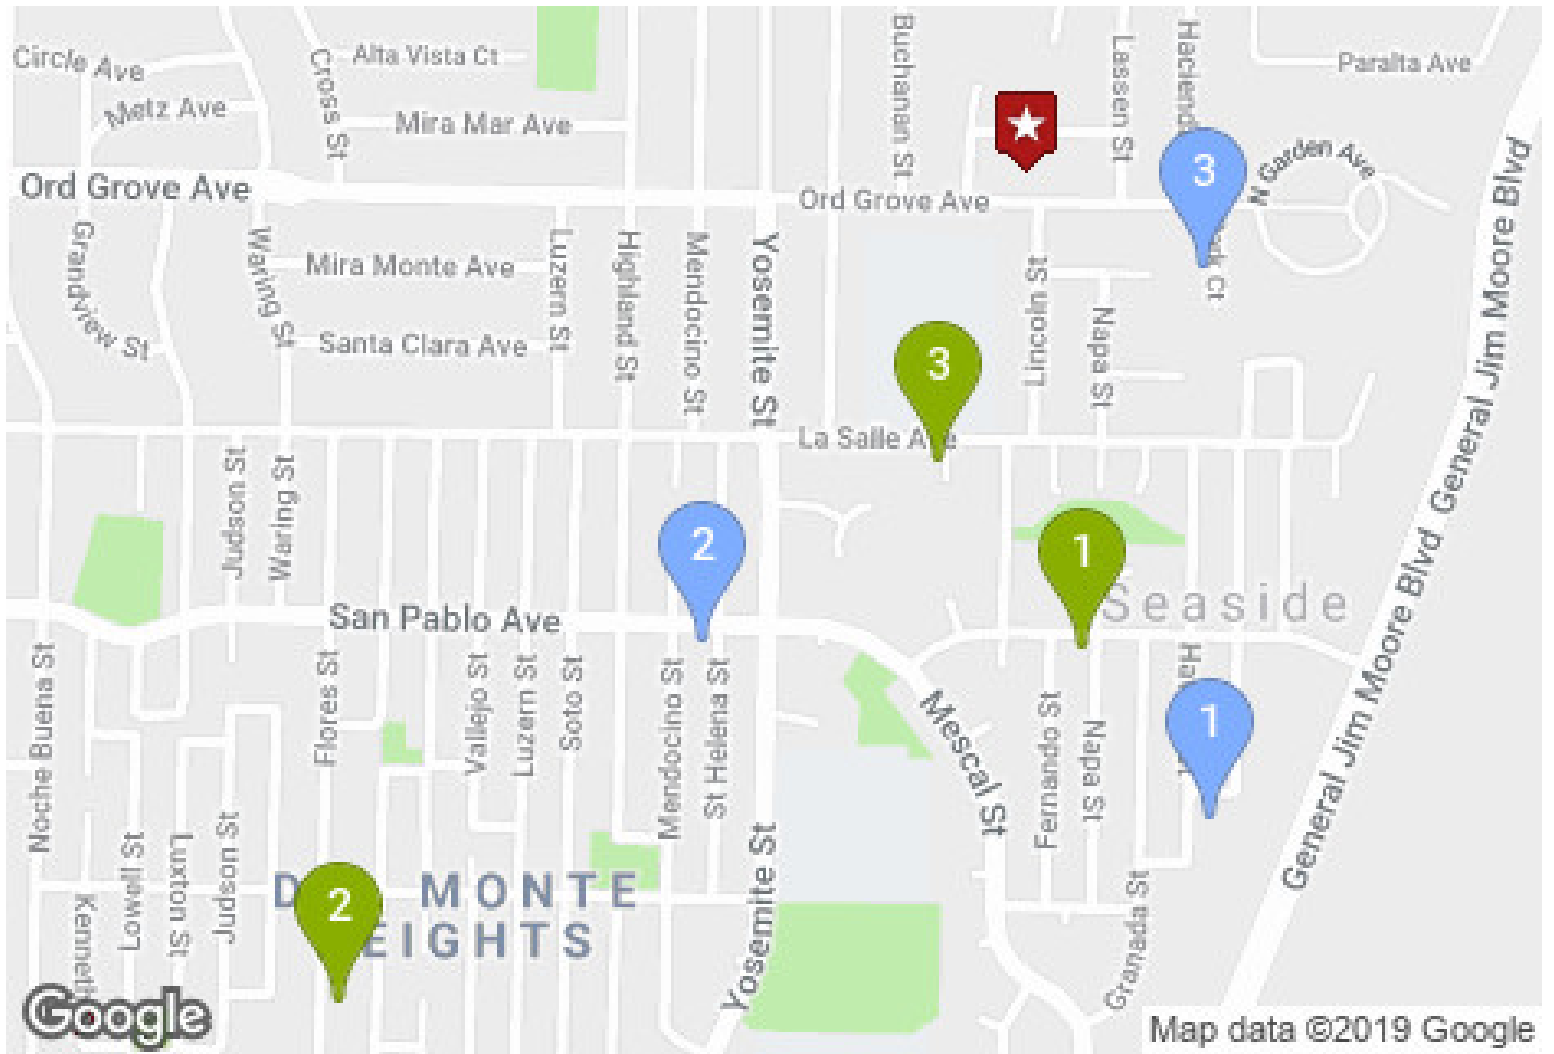 Circle Ave
Alta Vista Ct
Cross St
Metz Ave
Mira Mar Ave
Buchanan St
Lassen St
Paralta Ave
3
N Garden Ave
Ord Grove Ave
Ord Grove Ave
Grandview St
Waring St
Mira Monte Ave
Luzern St
Highland St
Mendocino St
Yosemite St
Lincoln St
Napa St
General Jim Moore Blvd
Santa Clara Ave
3
La Salle Ave
Judson St
Waring St
2
1
General Jim Moore Blvd
Seaside
San Pablo Ave
Noche Buena St
Flores St
Vallejo St
Luzern St
Soto St
Mendocino St
St Helena St
Mescal St
Fernando St
Napa St
1
General Jim Moore Blvd
Lowell St
Luxton St
Judson St
Yosemite St
Granada St
2
MONTE
Kenneth
Google
Map data ©2019 Google